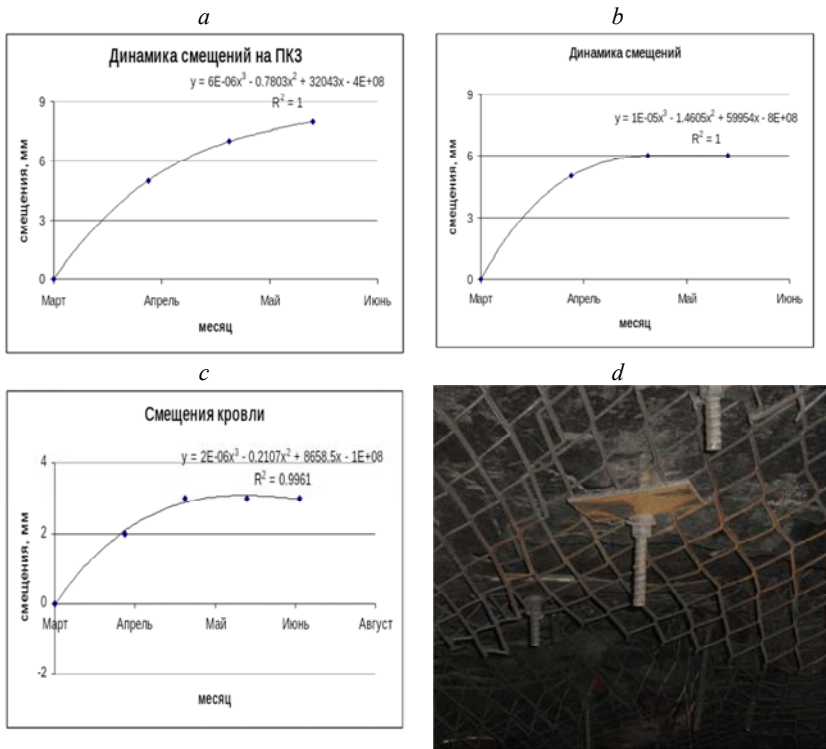 a
Динамика смещений на ПКЗ
y = 6E-06x³ - 0.7803x² + 32043x - 4E+08
R² = 1
9
6
3
0
смещения, мм
Март Апрель Май Июнь
месяц
b
Динамика смещений
y = 1E-05x³ - 1.4605x² + 59954x - 8E+08
R² = 1
9
6
3
0
смещения, мм
Март Апрель Май Июнь
месяц
c
Смещения кровли
y = 2E-06x³ - 0.2107x² + 8658.5x - 1E+08
R² = 0.9961
4
2
0
-2
смещения, мм
Март Апрель Май Июнь Август
месяц
d